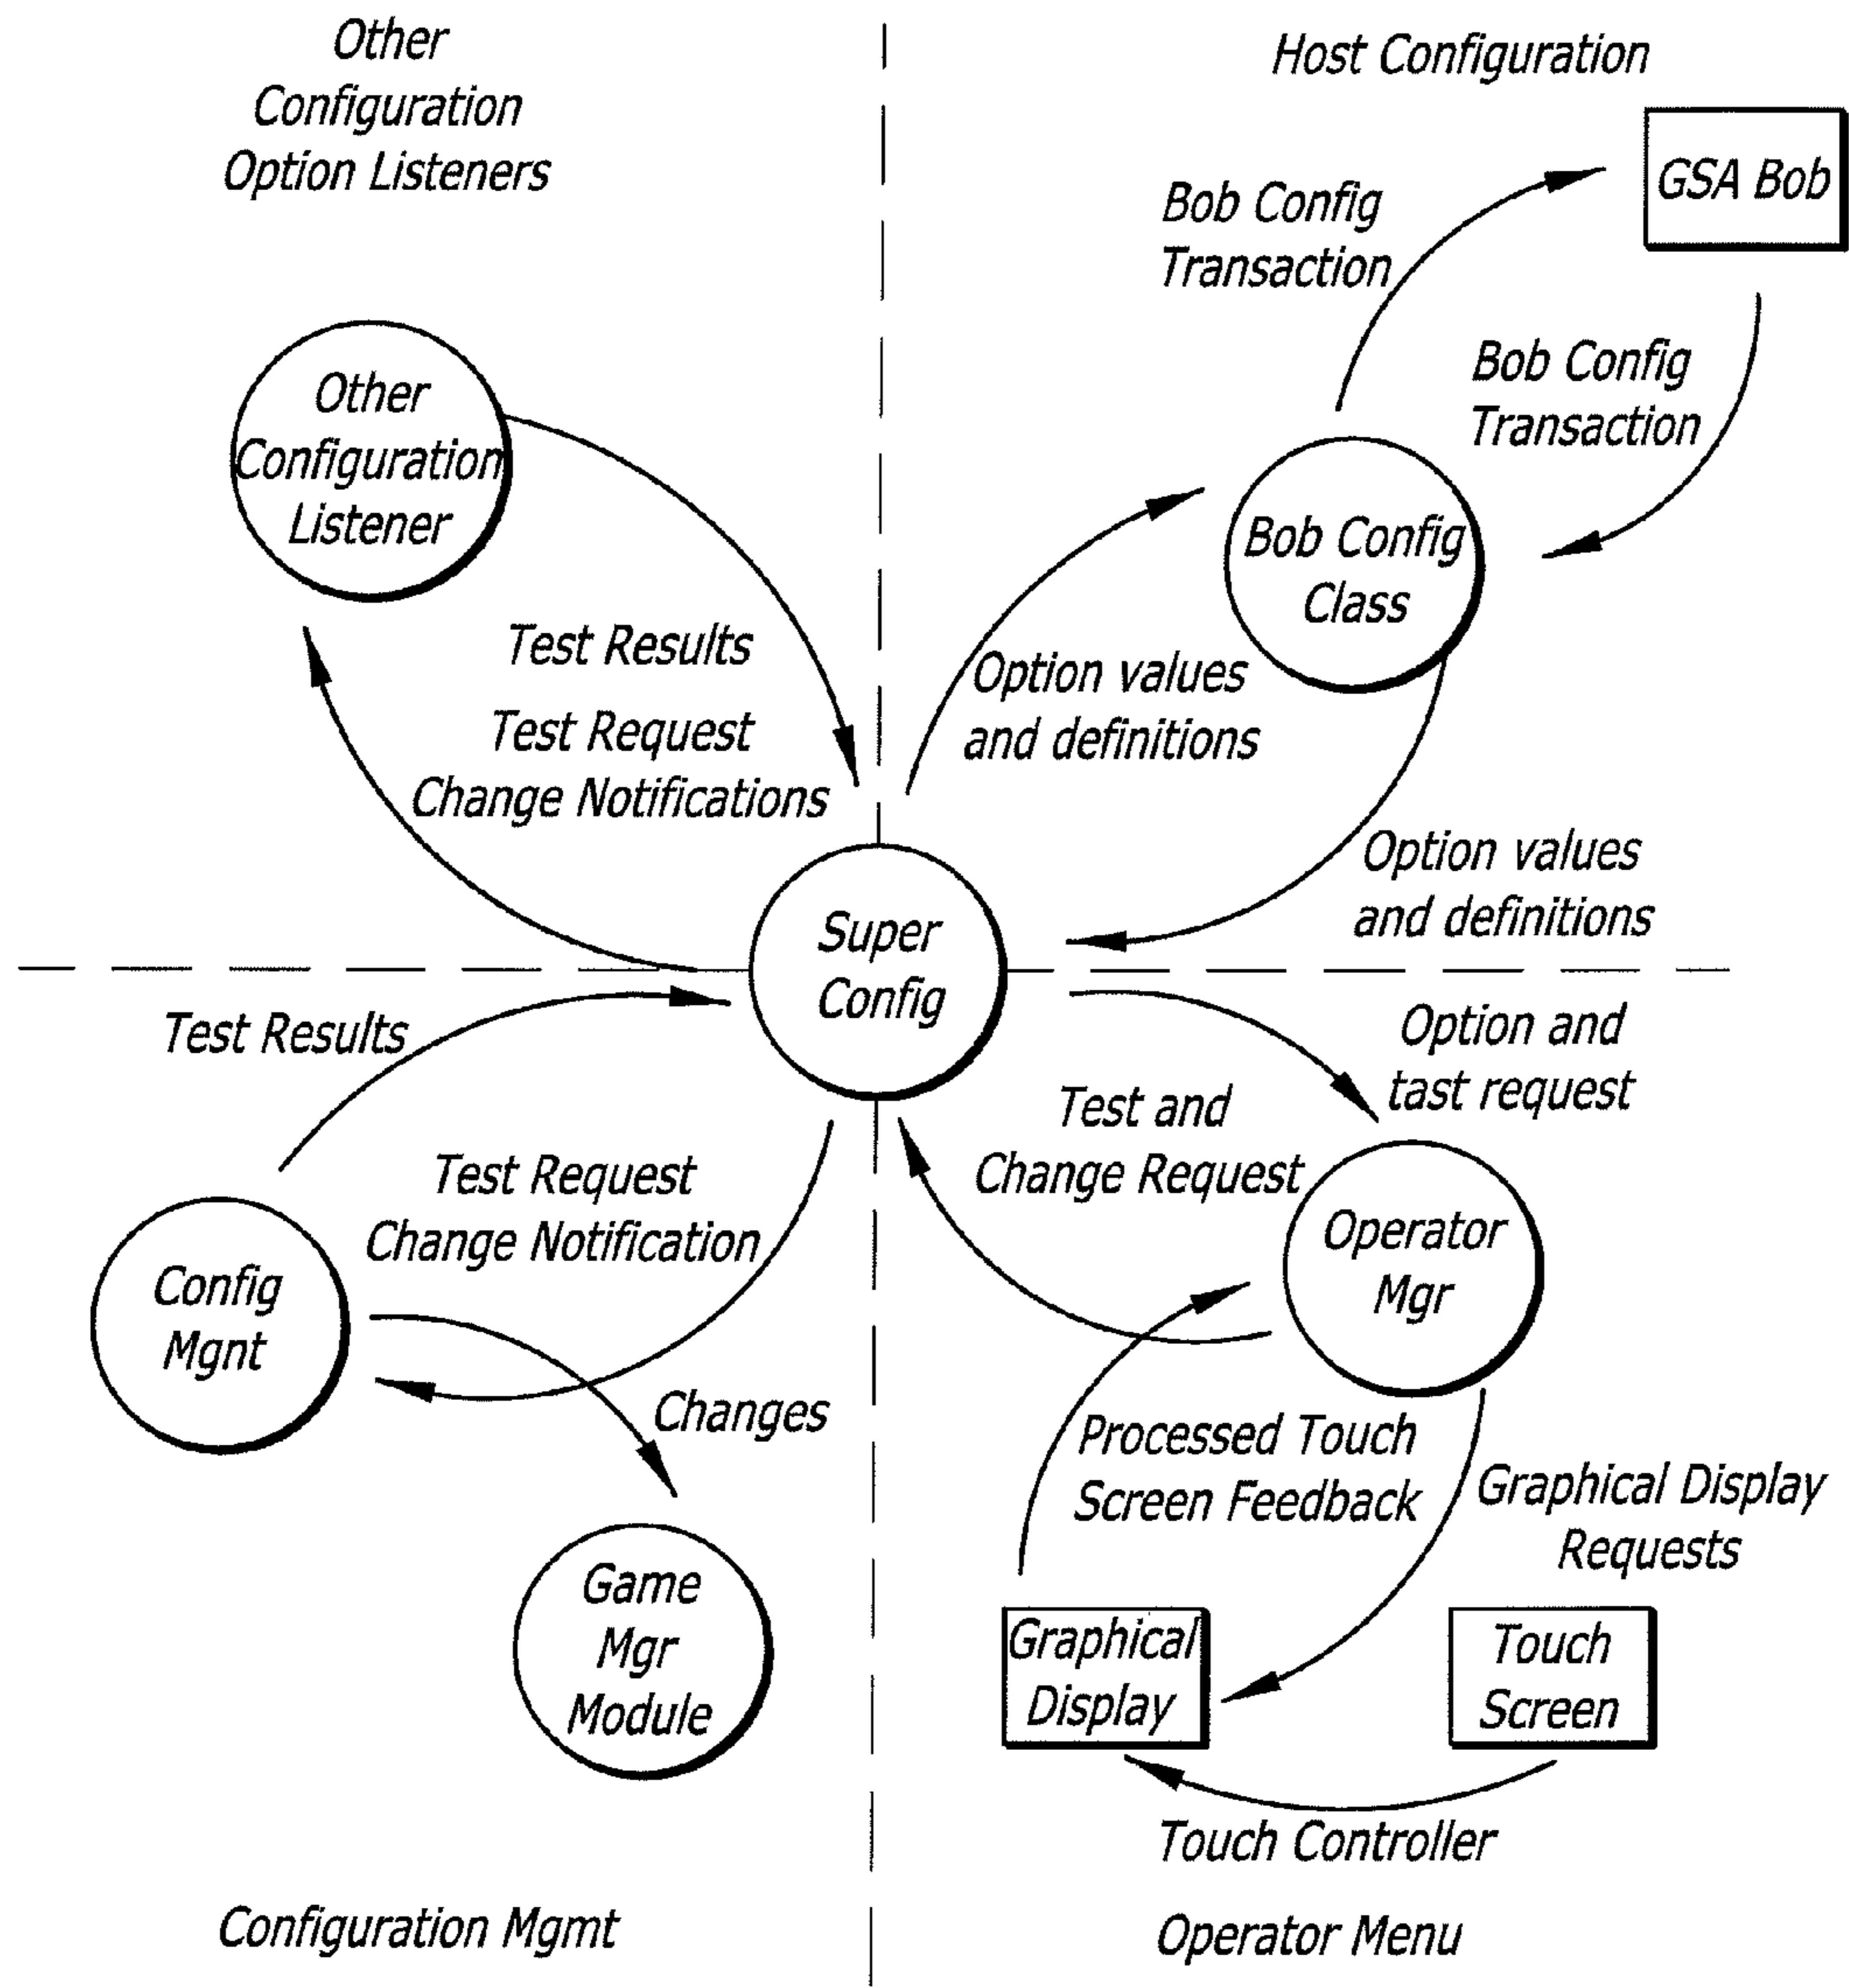 Other
Configuration
Option Listeners
Host Configuration
GSA Bob
Bob Config
Transaction
Bob Config
Transaction
Other
Configuration
Listener
Bob Config
Class
Test Results
Test Request
Change Notifications
Option values
and definitions
Option values
and definitions
Super
Config
Test Results
Option and
tast request
Test and
Change Request
Test Request
Change Notification
Operator
Mgr
Config
Mgnt
Changes
Processed Touch
Screen Feedback
Graphical Display
Requests
Game
Mgr
Module
Graphical
Display
Touch
Screen
Touch Controller
Configuration Mgmt
Operator Menu